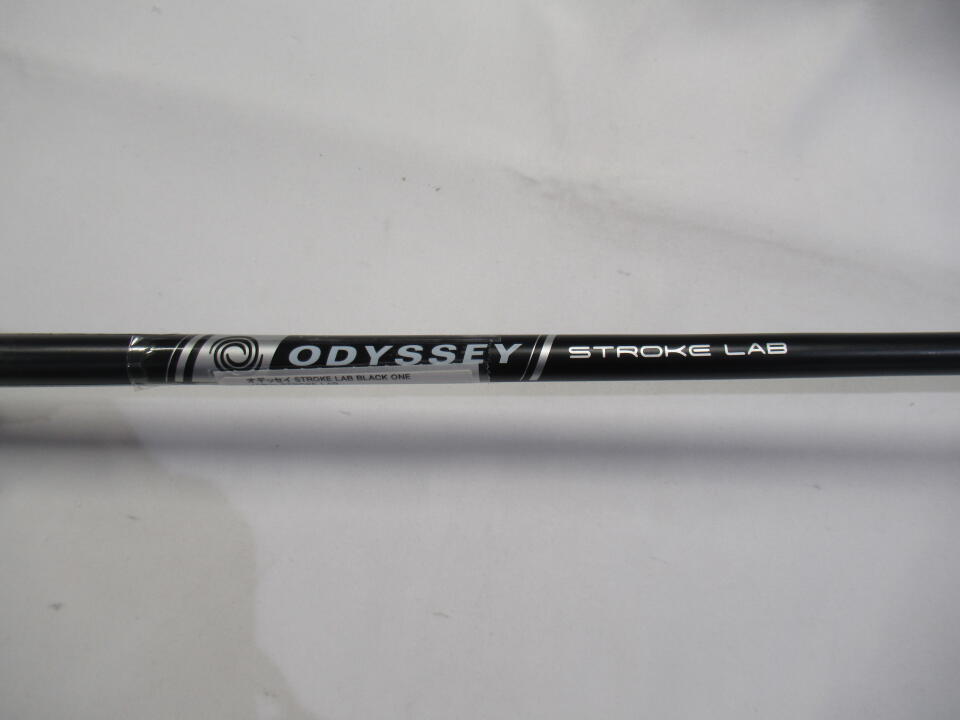 ODYSSEY STROKE LAB
オデッセイ STROKE LAB BLACK ONE